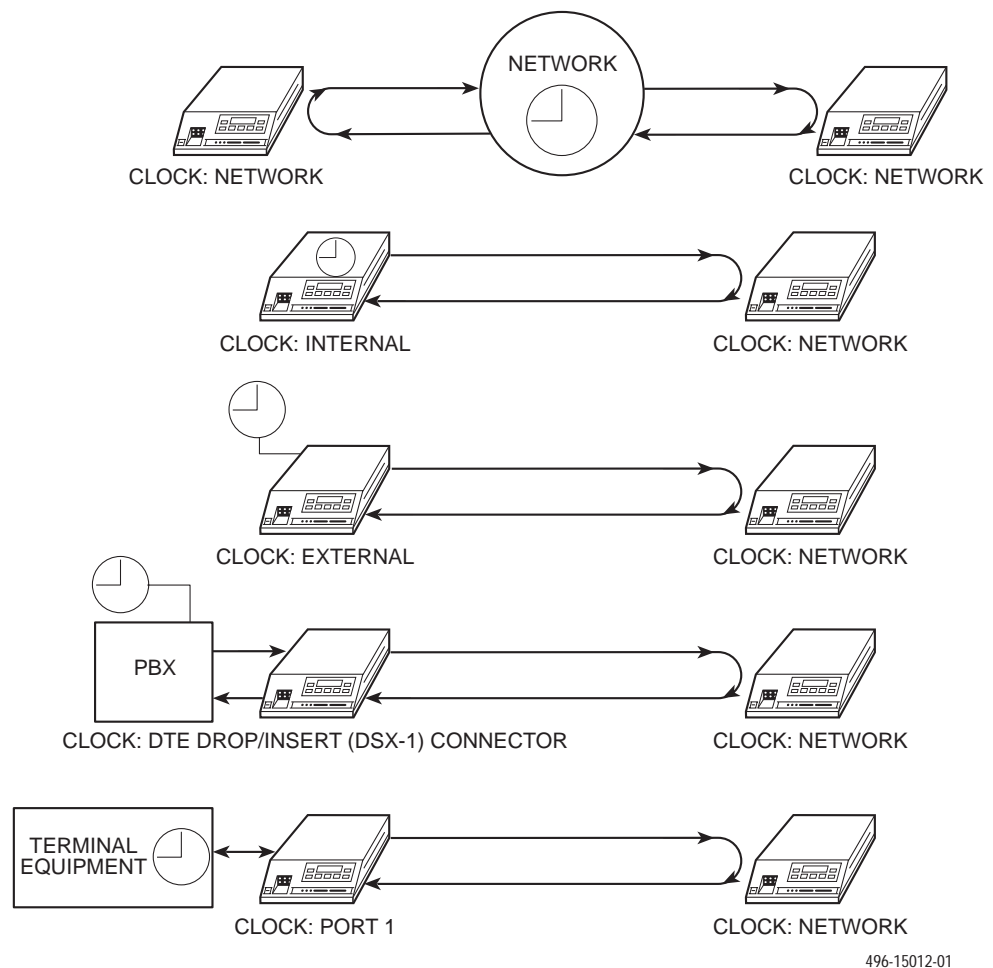 NETWORK
CLOCK: NETWORK
CLOCK: NETWORK
CLOCK: INTERNAL
CLOCK: NETWORK
CLOCK: EXTERNAL
CLOCK: NETWORK
PBX
CLOCK: DTE DROP/INSERT (DSX-1) CONNECTOR
CLOCK: NETWORK
TERMINAL
EQUIPMENT
CLOCK: PORT 1
CLOCK: NETWORK
496-15012-01